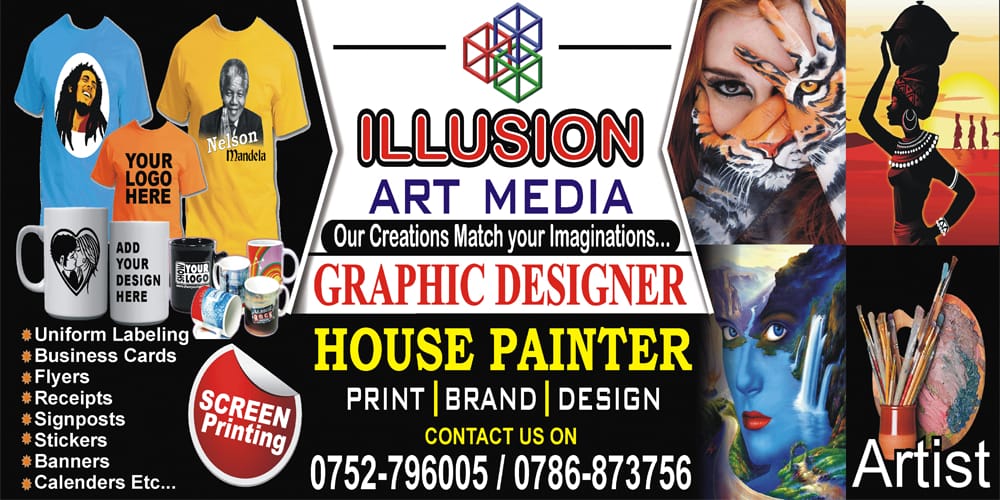 Nelson
Mandela
YOUR
LOGO
HERE
ADD
YOUR
DESIGN
HERE
YOUR
LOGO
Uniform Labeling
Business Cards
Flyers
Receipts
Signposts
Stickers
Banners
Calenders Etc...
SCREEN
Printing
ILLUSION
ART MEDIA
Our Creations Match your Imaginations...
GRAPHIC DESIGNER
HOUSE PAINTER
PRINT|BRAND|DESIGN
CONTACT US ON
0752-796005 / 0786-873756
Artist